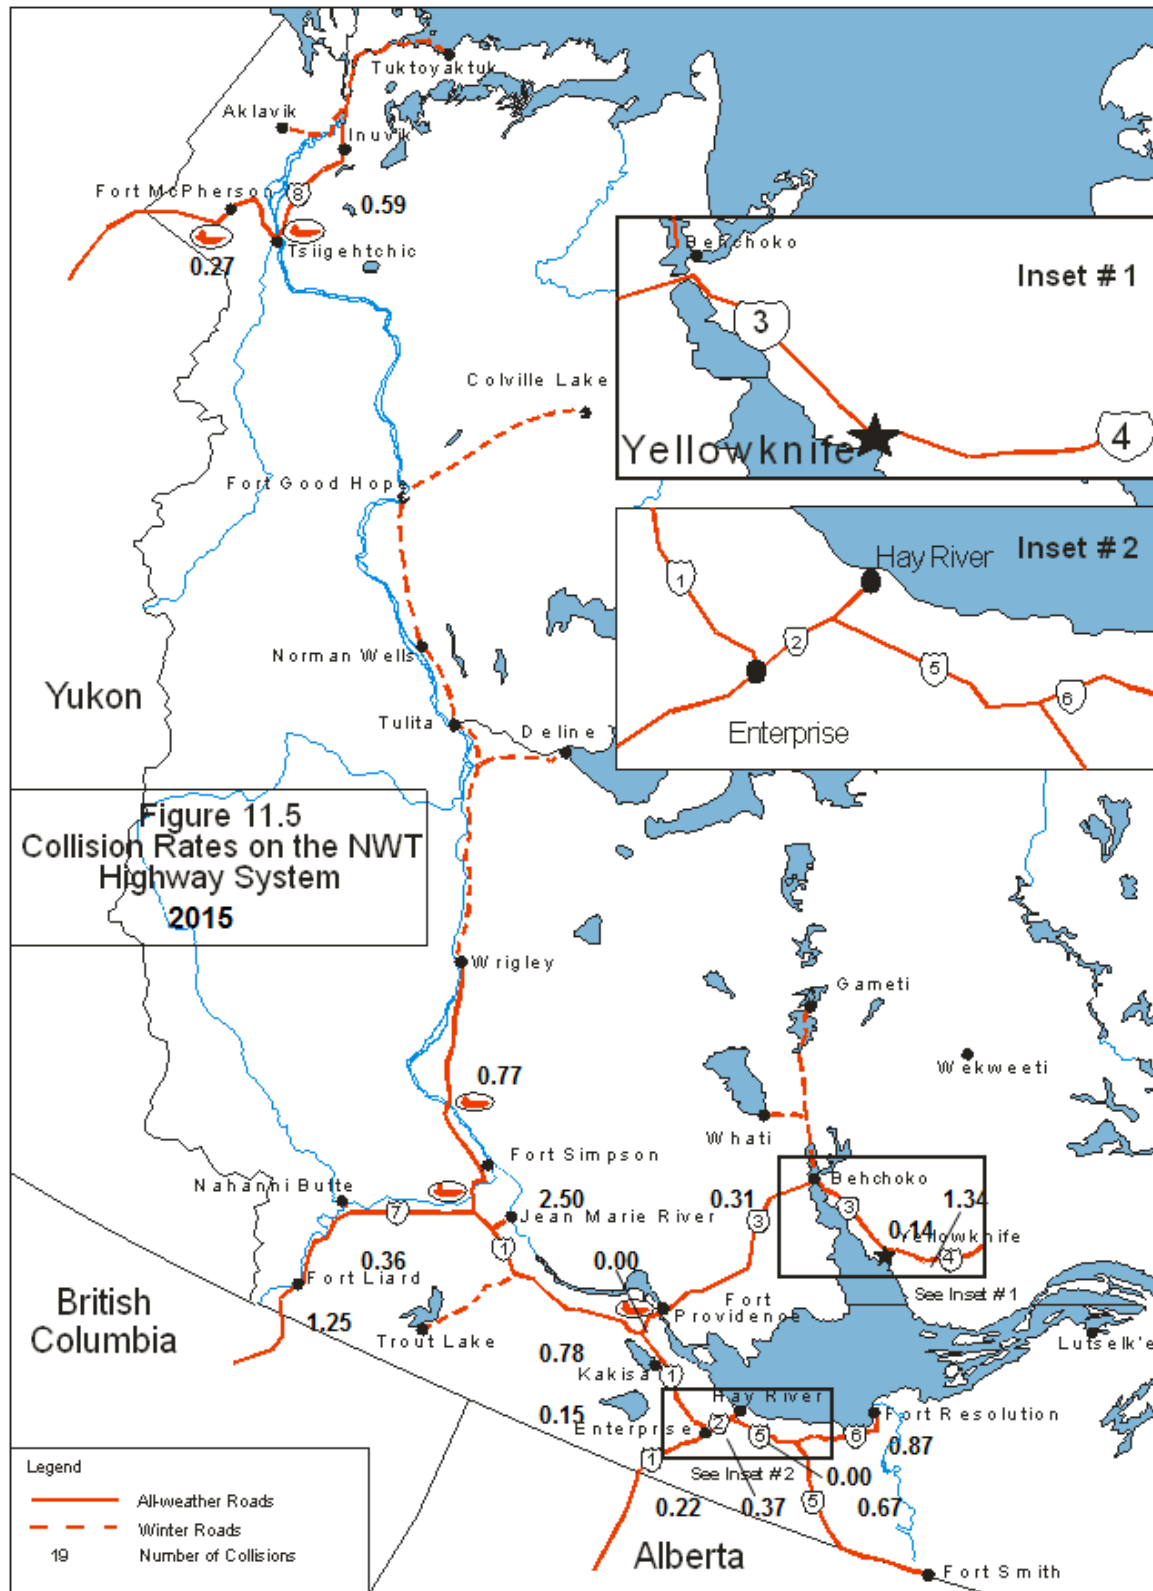 Tuktoyaktuk
Aklavik
Inuvik
Fort McPherson
8
0.59
Tsiigehtchic
0.27
Behchoko
Inset # 1
3
Yellowknife
4
Colville Lake
Fort Good Hope
Inset # 2
Hay River
1
2
5
6
Enterprise
Norman Wells
Yukon
Tulita
Deline
Figure 11.5
Collision Rates on the NWT
Highway System
2015
Wrigley
Gameti
Wekweeti
0.77
Whati
Fort Simpson
Nahanni Butte
Behchoko
2.50
0.31
3
1.34
7
Jean Marie River
3
0.14
Yellowknife
1
4
0.00
0.36
Fort Liard
See Inset #1
British
Columbia
Fort
Providence
1.25
Trout Lake
Lutselk'e
0.78
Kakisa
1
0.15
Hay River
Enterprise
2
5
6
Fort Resolution
0.87
1
See Inset #2
0.00
0.22
0.37
5
0.67
Alberta
Fort Smith
Legend
All-weather Roads
Winter Roads
19 Number of Collisions